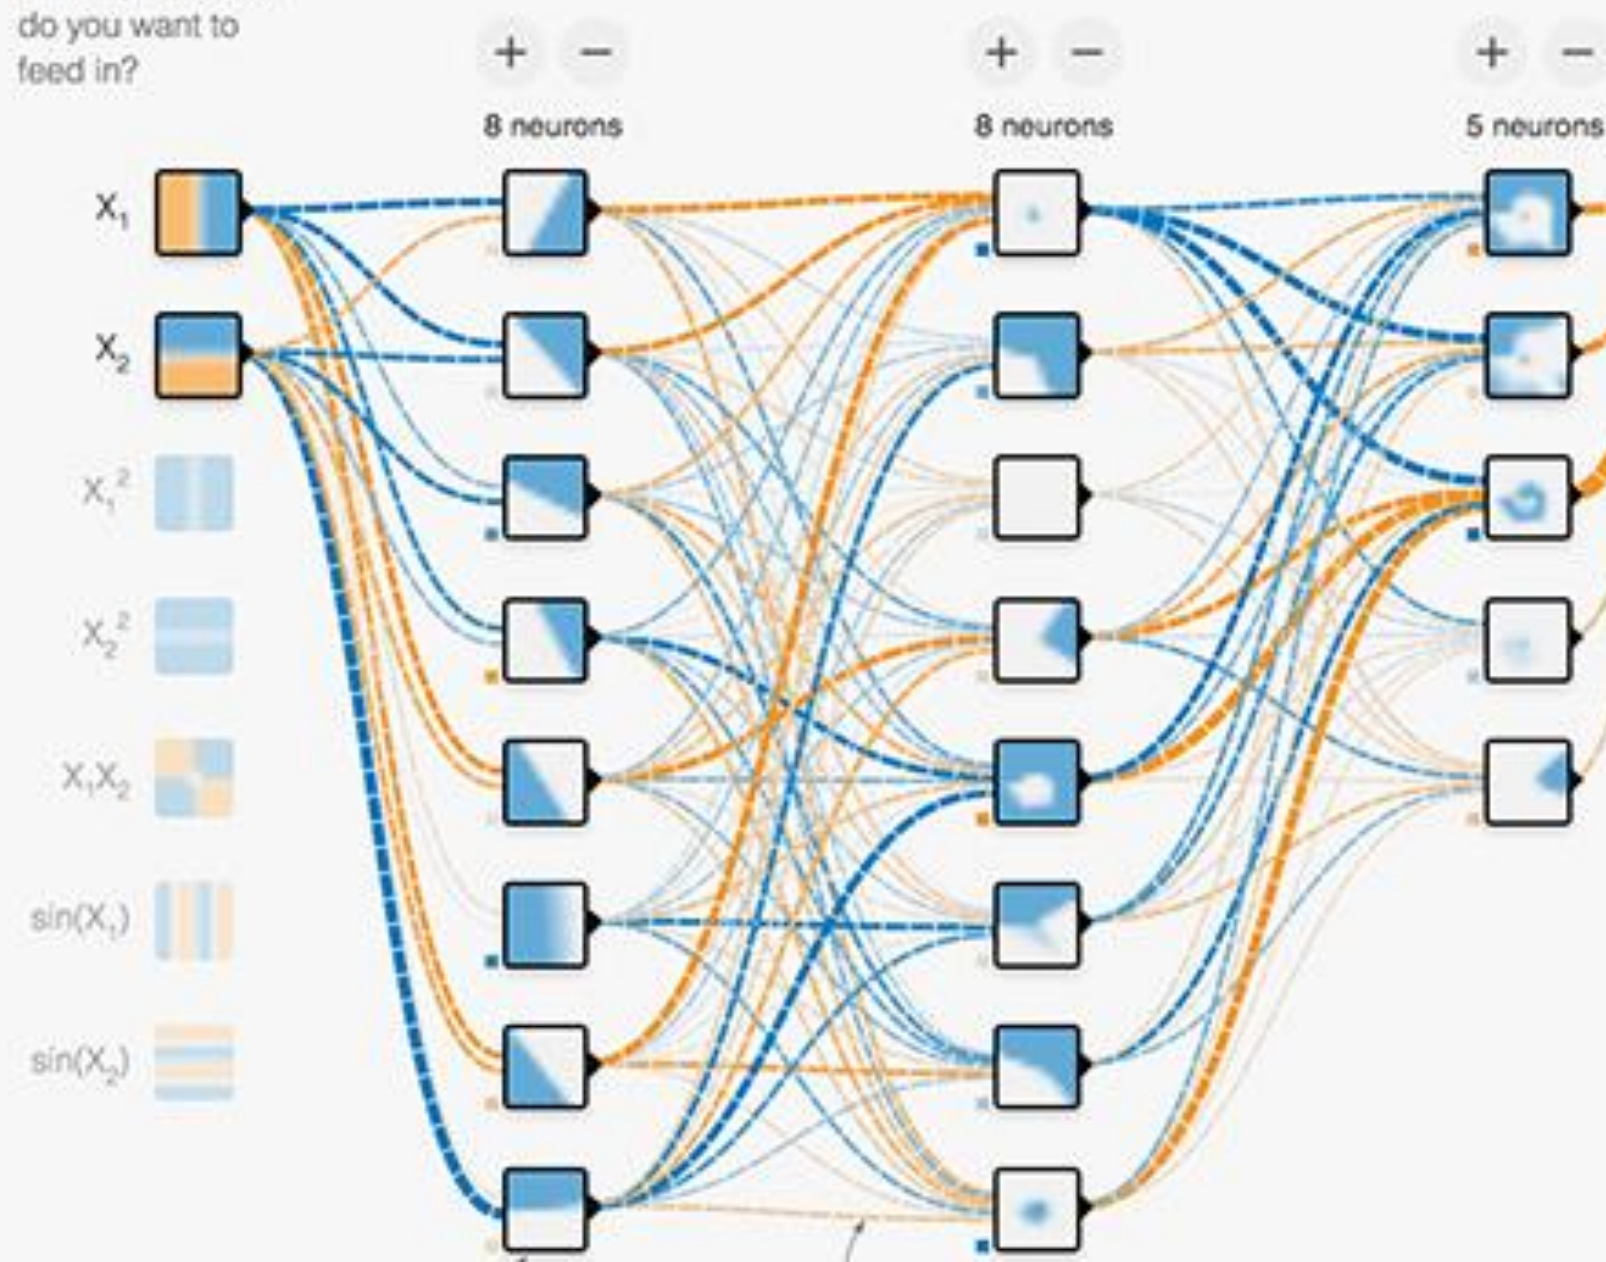 do you want to
feed in?
+ − + − + −
8 neurons 8 neurons 5 neurons
X₁
X₂
X₁²
X₂²
X₁X₂
sin(X₁)
sin(X₂)